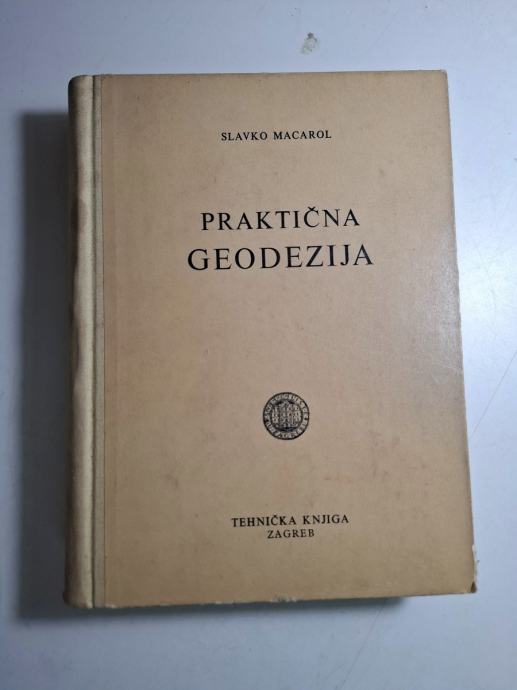 SLAVKO MACAROL
PRAKTIČNA
GEODEZIJA
TEHNIČKA KNJIGA
ZAGREB